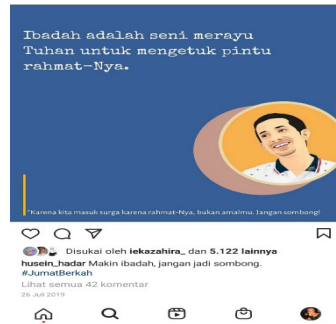 Ibadah adalah seni merayu
Tuhan untuk mengetuk pintu
rahmat-Nya.
"Karena kita masuk surga karena rahmat-Nya, bukan amalmu. Jangan sombong!
Disukai oleh iekazahira_ dan 5.122 lainnya
husein_hadar Makin ibadah, jangan jadi sombong.
#JumatBerkah
Lihat semua 42 komentar
26 Juli 2019